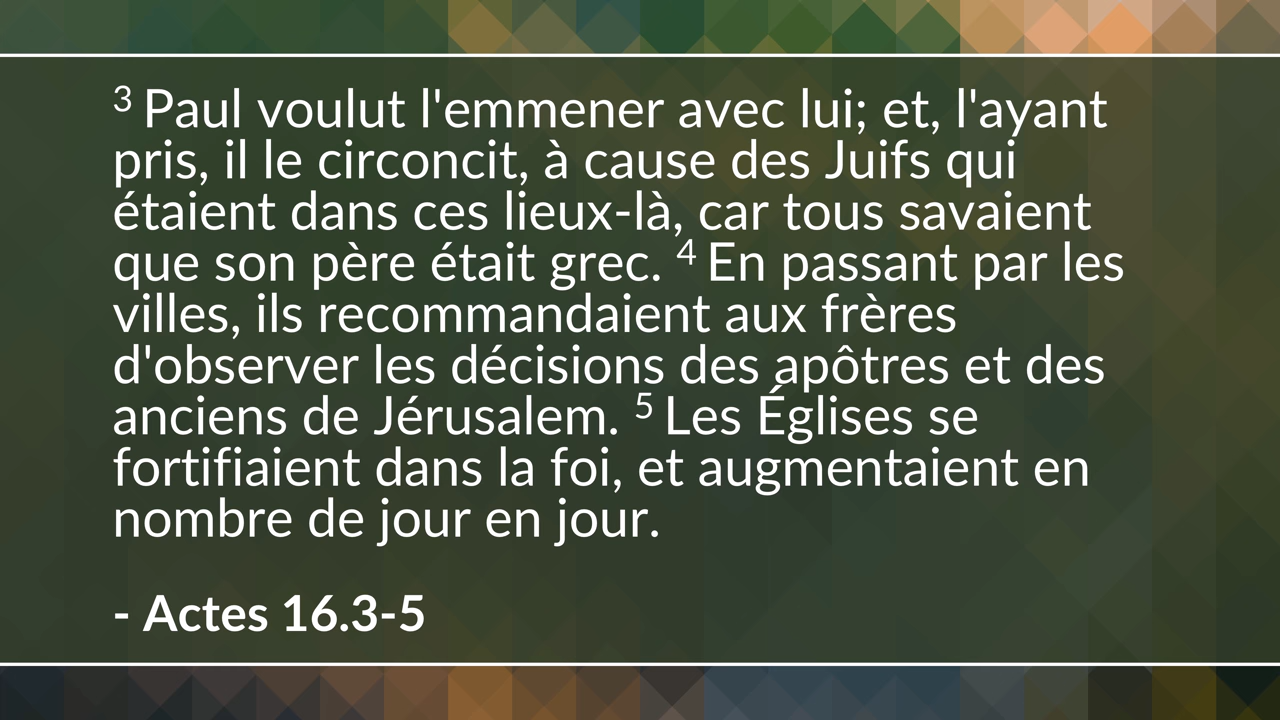 3 Paul voulut l'emmener avec lui; et, l'ayant
pris, il le circoncit, à cause des Juifs qui
étaient dans ces lieux-là, car tous savaient
que son père était grec. 4 En passant par les
villes, ils recommandaient aux frères
d'observer les décisions des apôtres et des
anciens de Jérusalem. 5 Les Églises se
fortifiaient dans la foi, et augmentaient en
nombre de jour en jour.
- Actes 16.3-5